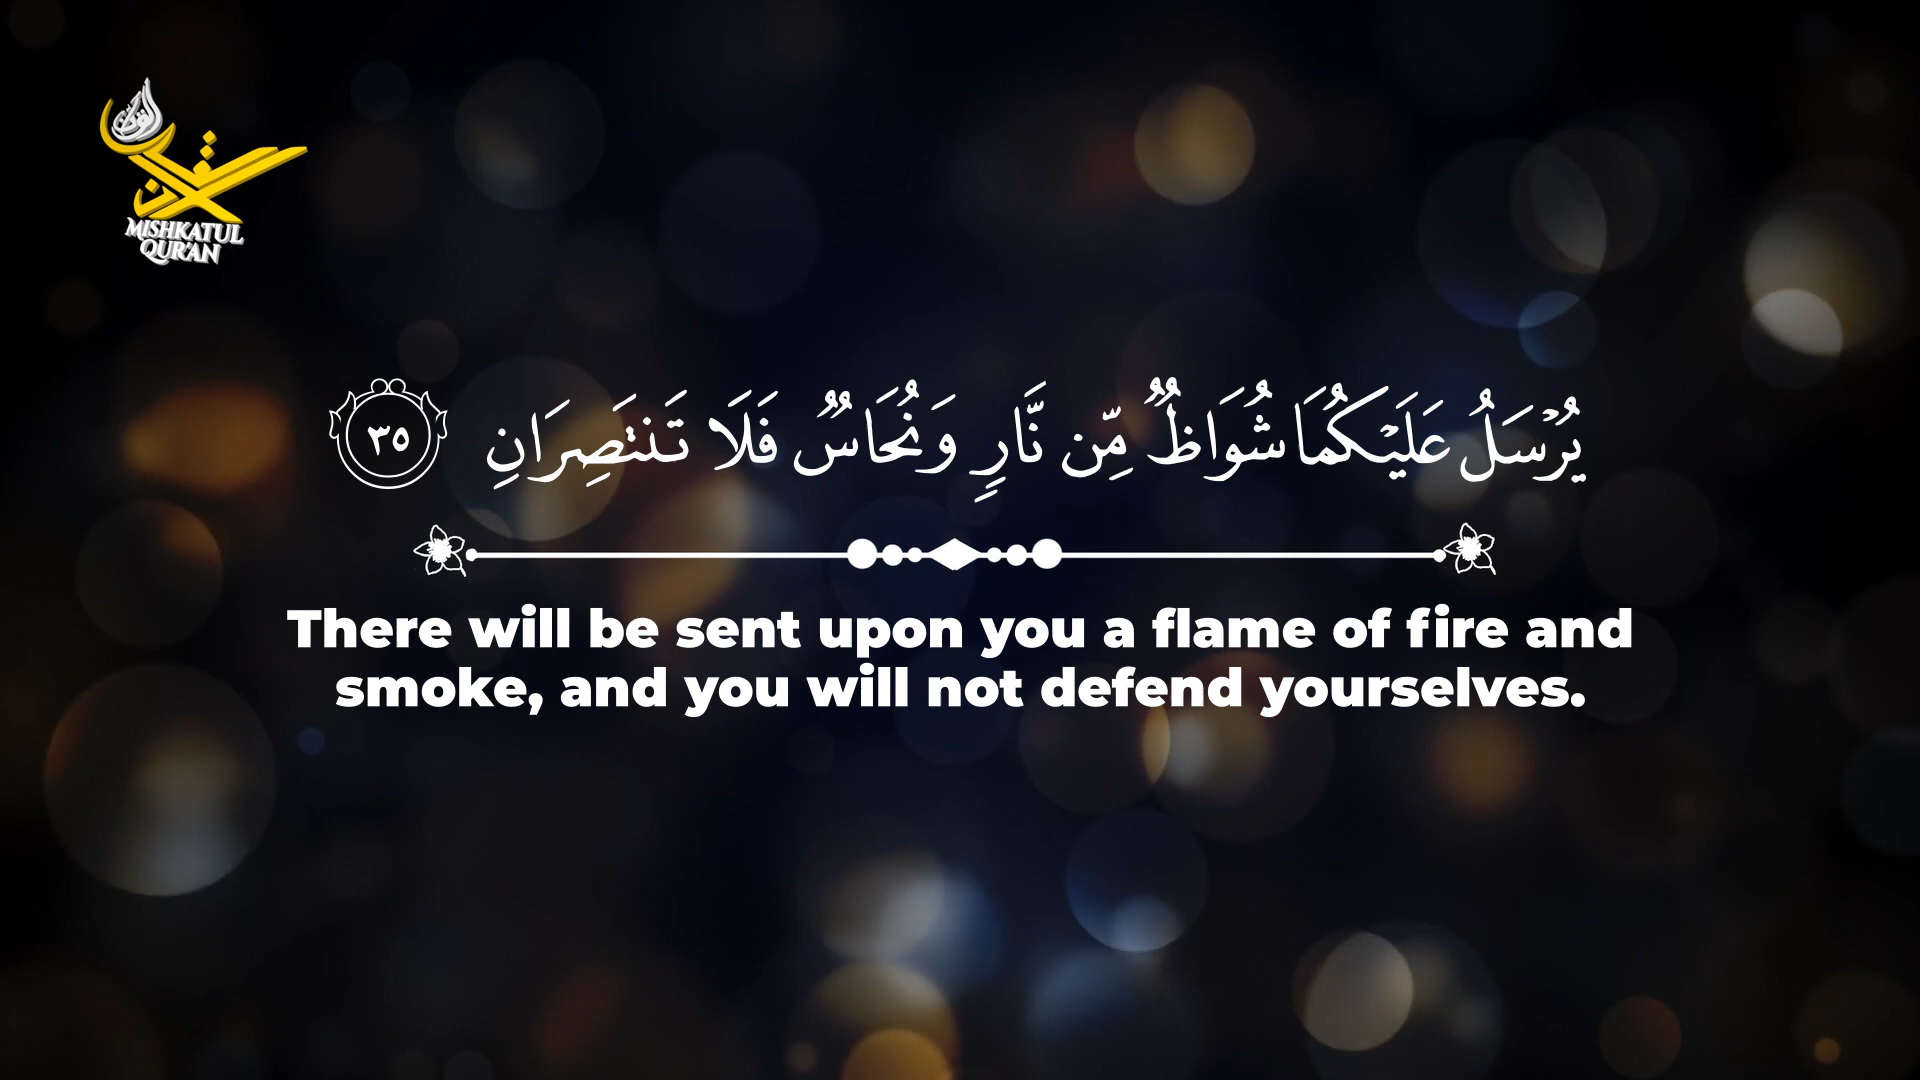 القرآن
MISHKATUL
QUR'AN
يُرْسَلُ عَلَيْكُمَا شُوَاظٌ مِّن نَّارٍ وَنُحَاسٌ فَلَا تَنتَصِرَانِ ٣٥
There will be sent upon you a flame of fire and
smoke, and you will not defend yourselves.